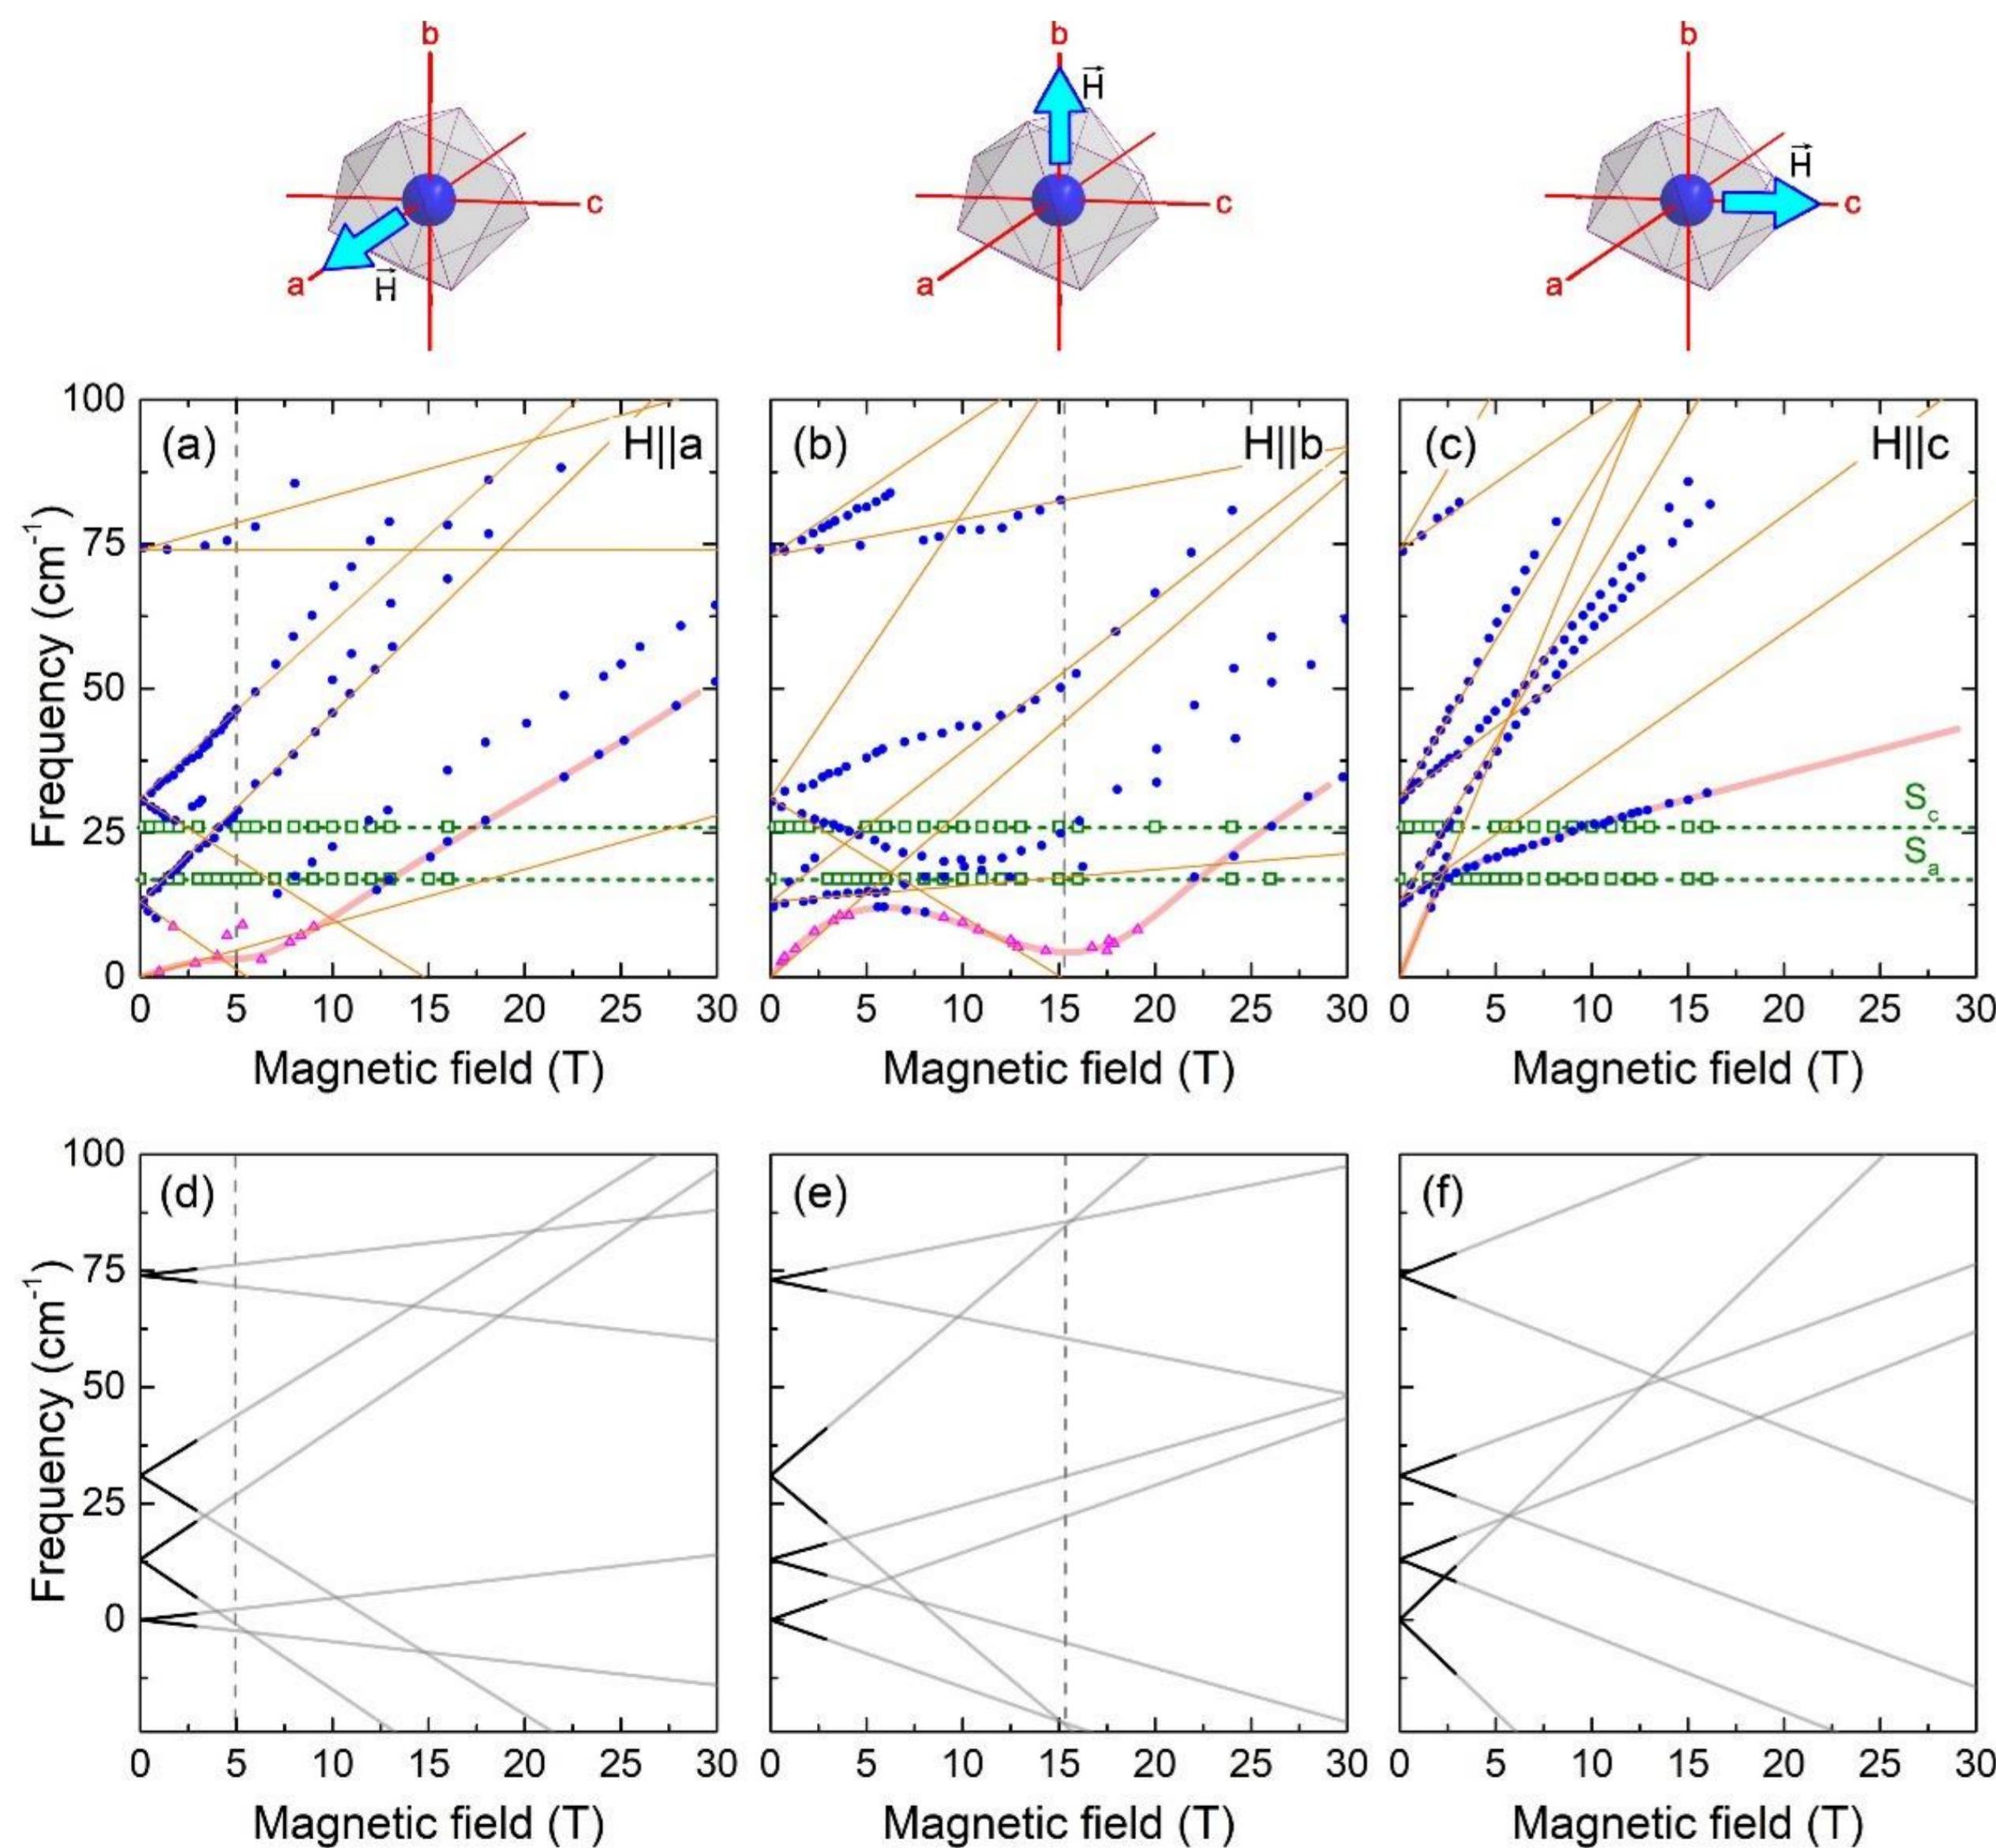 b
c
a
H⃗
b
c
a
H⃗
b
c
a
H⃗
Frequency (cm⁻¹)
100
75
50
25
0
(a)
H||a
0 5 10 15 20 25 30
Magnetic field (T)
(b)
H||b
0 5 10 15 20 25 30
Magnetic field (T)
(c)
H||c
S_c
S_a
0 5 10 15 20 25 30
Magnetic field (T)
Frequency (cm⁻¹)
100
75
50
25
0
(d)
0 5 10 15 20 25 30
Magnetic field (T)
(e)
0 5 10 15 20 25 30
Magnetic field (T)
(f)
0 5 10 15 20 25 30
Magnetic field (T)